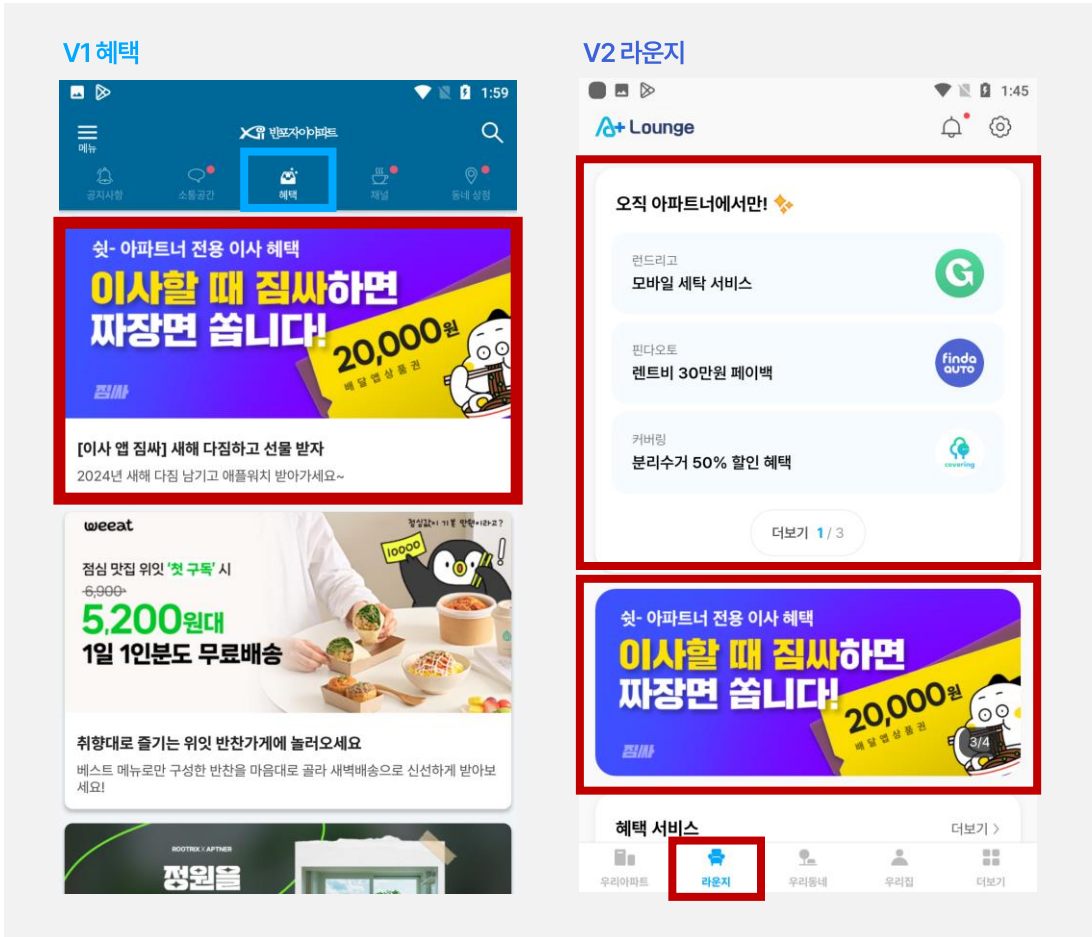 V1 혜택
1:59
메뉴
반포자이아파트
공지사항
소통공간
혜택
채널
동네 상점
쉿- 아파트너 전용 이사 혜택
이사할 때 짐싸하면
짜장면 쏩니다!
20,000원
배달앱상품권
짐싸
[이사 앱 짐싸] 새해 다짐하고 선물 받자
2024년 새해 다짐 남기고 애플워치 받아가세요~
weeat
점심값이 기본 만원이라고?
10000
점심 맛집 위잇 '첫 구독' 시
6,900
5,200원대
1일 1인분도 무료배송
취향대로 즐기는 위잇 반찬가게에 놀러오세요
베스트 메뉴로만 구성한 반찬을 마음대로 골라 새벽배송으로 신선하게 받아보
세요!
ROOTRIX X APTNER
정원을
V2 라운지
1:45
A+ Lounge
오직 아파트너에서만!
런드리고
모바일 세탁 서비스
핀다오토
렌트비 30만원 페이백
finda
AUTO
커버링
분리수거 50% 할인 혜택
covering
더보기 1 / 3
쉿- 아파트너 전용 이사 혜택
이사할 때 짐싸하면
짜장면 쏩니다!
20,000원
배달앱상품권
짐싸
3/4
혜택 서비스
더보기 >
우리아파트
라운지
우리동네
우리집
더보기